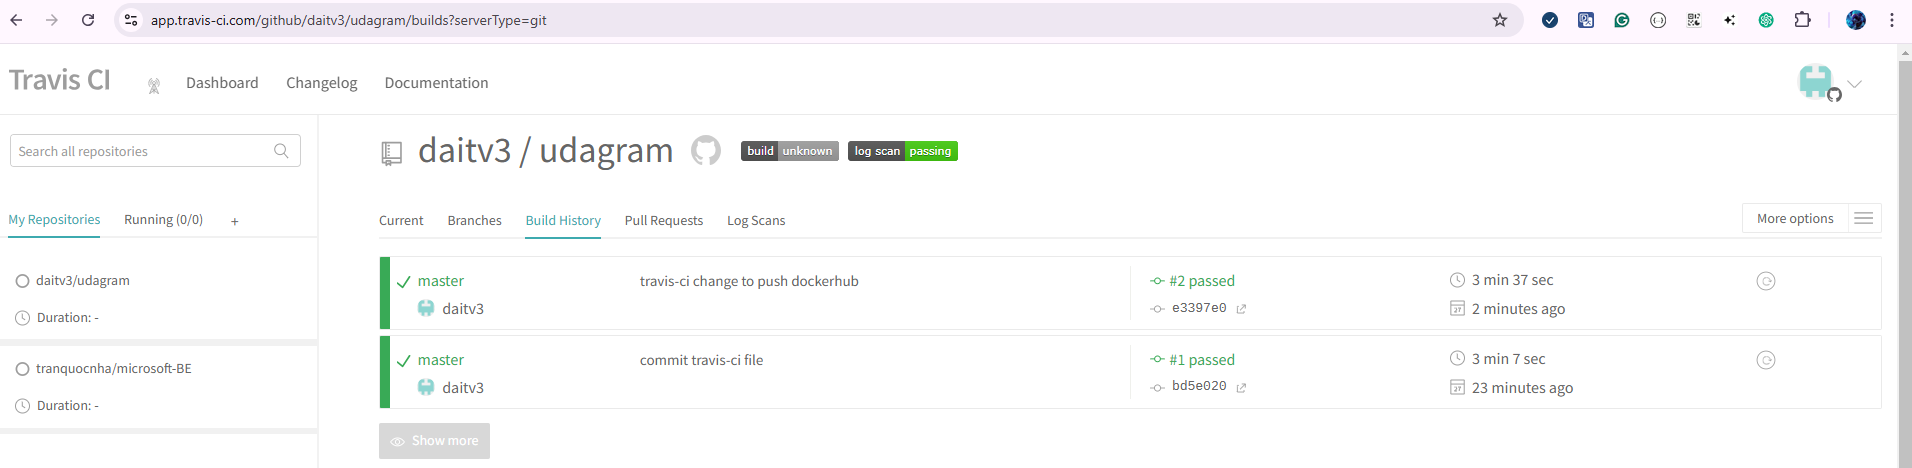 app.travis-ci.com/github/daitv3/udagram/builds?serverType=git
Travis CI
Dashboard
Changelog
Documentation
Search all repositories
My Repositories
Running (0/0)
+
daitv3/udagram
Duration: -
tranquocnha/microsoft-BE
Duration: -
daitv3 / udagram
build unknown
log scan passing
Current
Branches
Build History
Pull Requests
Log Scans
More options
master
travis-ci change to push dockerhub
#2 passed
3 min 37 sec
daitv3
e3397e0
27
2 minutes ago
master
commit travis-ci file
#1 passed
3 min 7 sec
daitv3
bd5e020
27
23 minutes ago
Show more